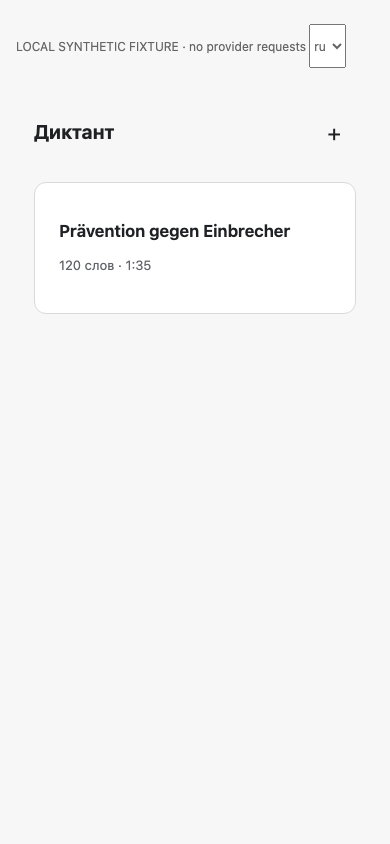 LOCAL SYNTHETIC FIXTURE · no provider requests ru
Диктант +
Prävention gegen Einbrecher
120 слов · 1:35